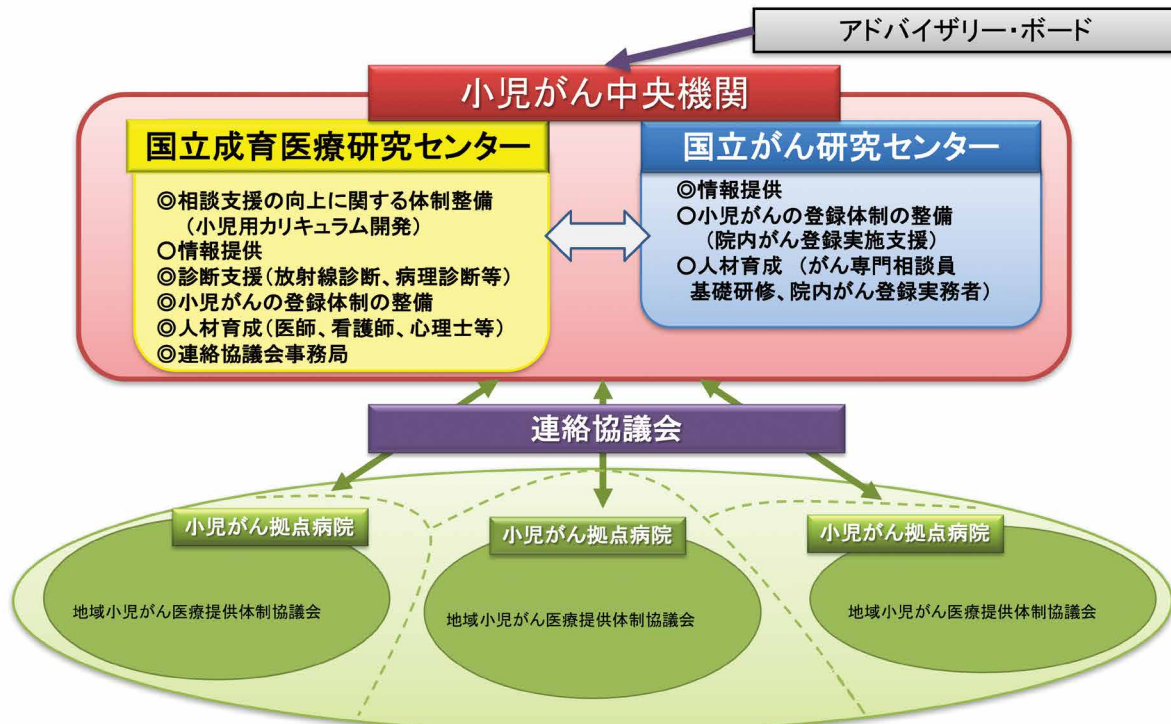 アドバイザリー・ボード
小児がん中央機関
国立成育医療研究センター
◎相談支援の向上に関する体制整備
(小児用カリキュラム開発)
○情報提供
◎診断支援(放射線診断、病理診断等)
◎小児がんの登録体制の整備
◎人材育成(医師、看護師、心理士等)
◎連絡協議会事務局
国立がん研究センター
◎情報提供
○小児がんの登録体制の整備
(院内がん登録実施支援)
○人材育成 (がん専門相談員
基礎研修、院内がん登録実務者)
連絡協議会
小児がん拠点病院
地域小児がん医療提供体制協議会
小児がん拠点病院
地域小児がん医療提供体制協議会
小児がん拠点病院
地域小児がん医療提供体制協議会